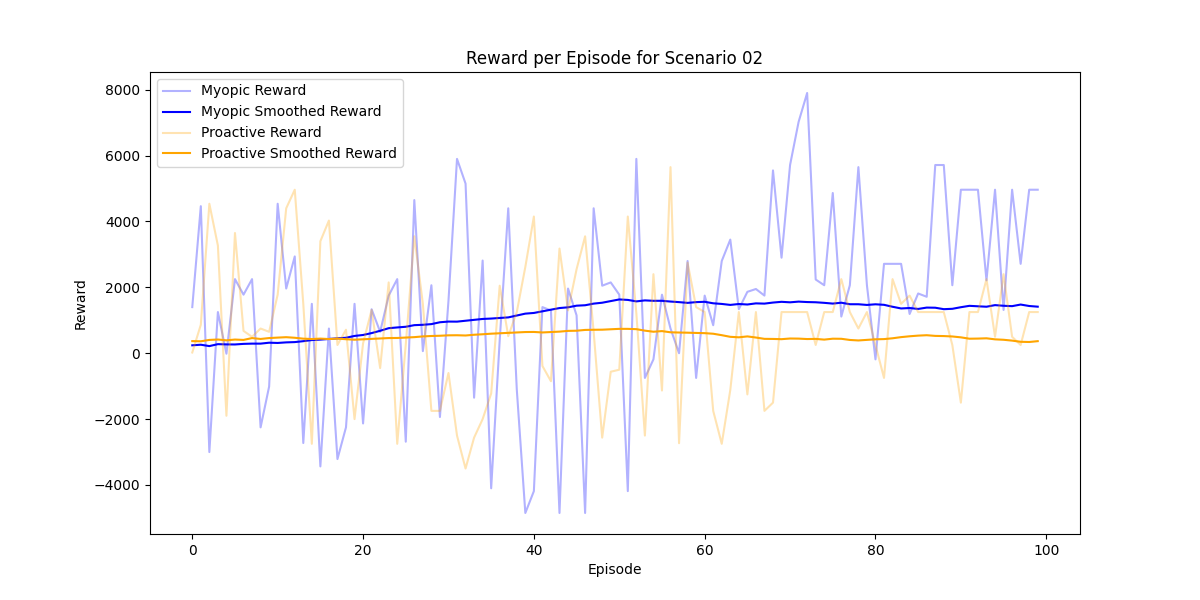 Reward per Episode for Scenario 02
Myopic Reward
Myopic Smoothed Reward
Proactive Reward
Proactive Smoothed Reward
8000
6000
4000
2000
0
−2000
−4000
Reward
0 20 40 60 80 100
Episode